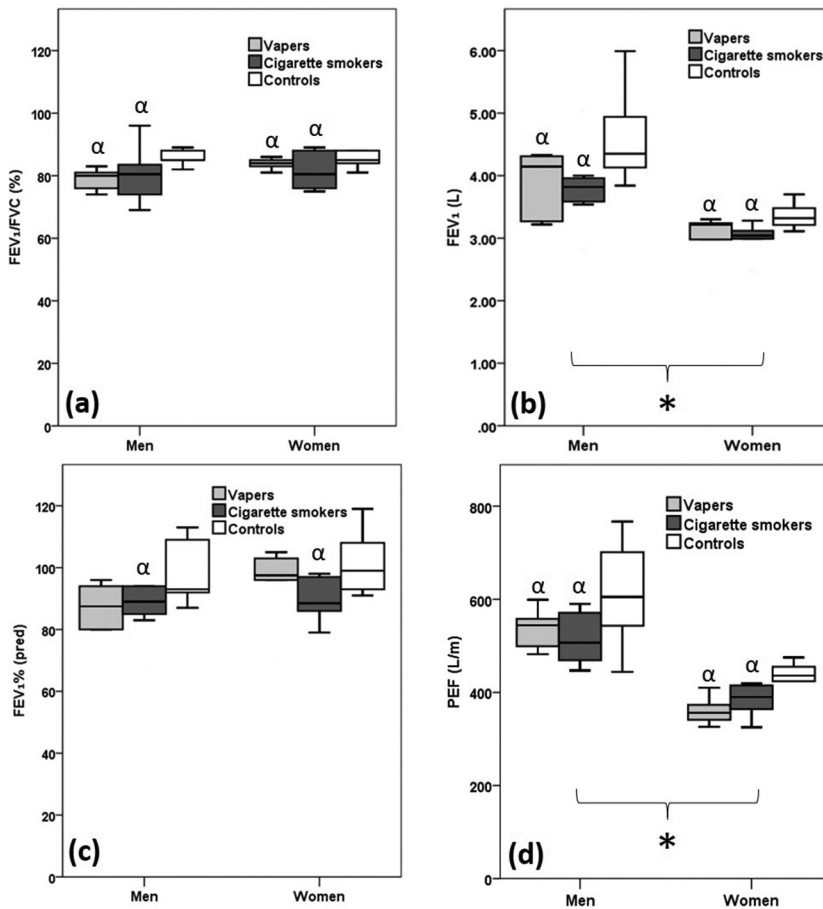 120
100
80
60
40
20
0
FEV₁/FVC (%)
Vapers
Cigarette smokers
Controls
α
α
α
α
(a)
Men
Women
6.00
5.00
4.00
3.00
2.00
1.00
.00
FEV₁ (L)
Vapers
Cigarette smokers
Controls
α
α
α
α
*
(b)
Men
Women
120
100
80
60
40
20
0
FEV₁% (pred)
Vapers
Cigarette smokers
Controls
α
α
(c)
Men
Women
800
600
400
200
0
PEF (L/m)
Vapers
Cigarette smokers
Controls
α
α
α
α
*
(d)
Men
Women